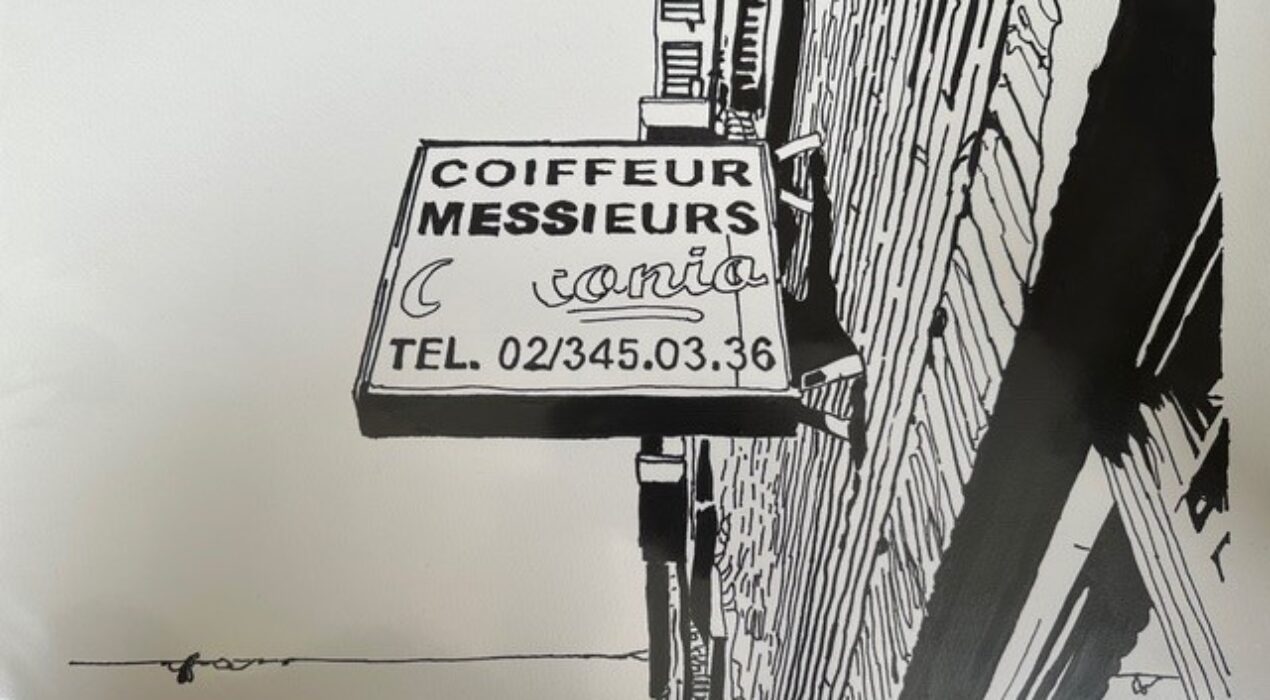 COIFFEUR
MESSIEURS
TEL. 02/345.03.36